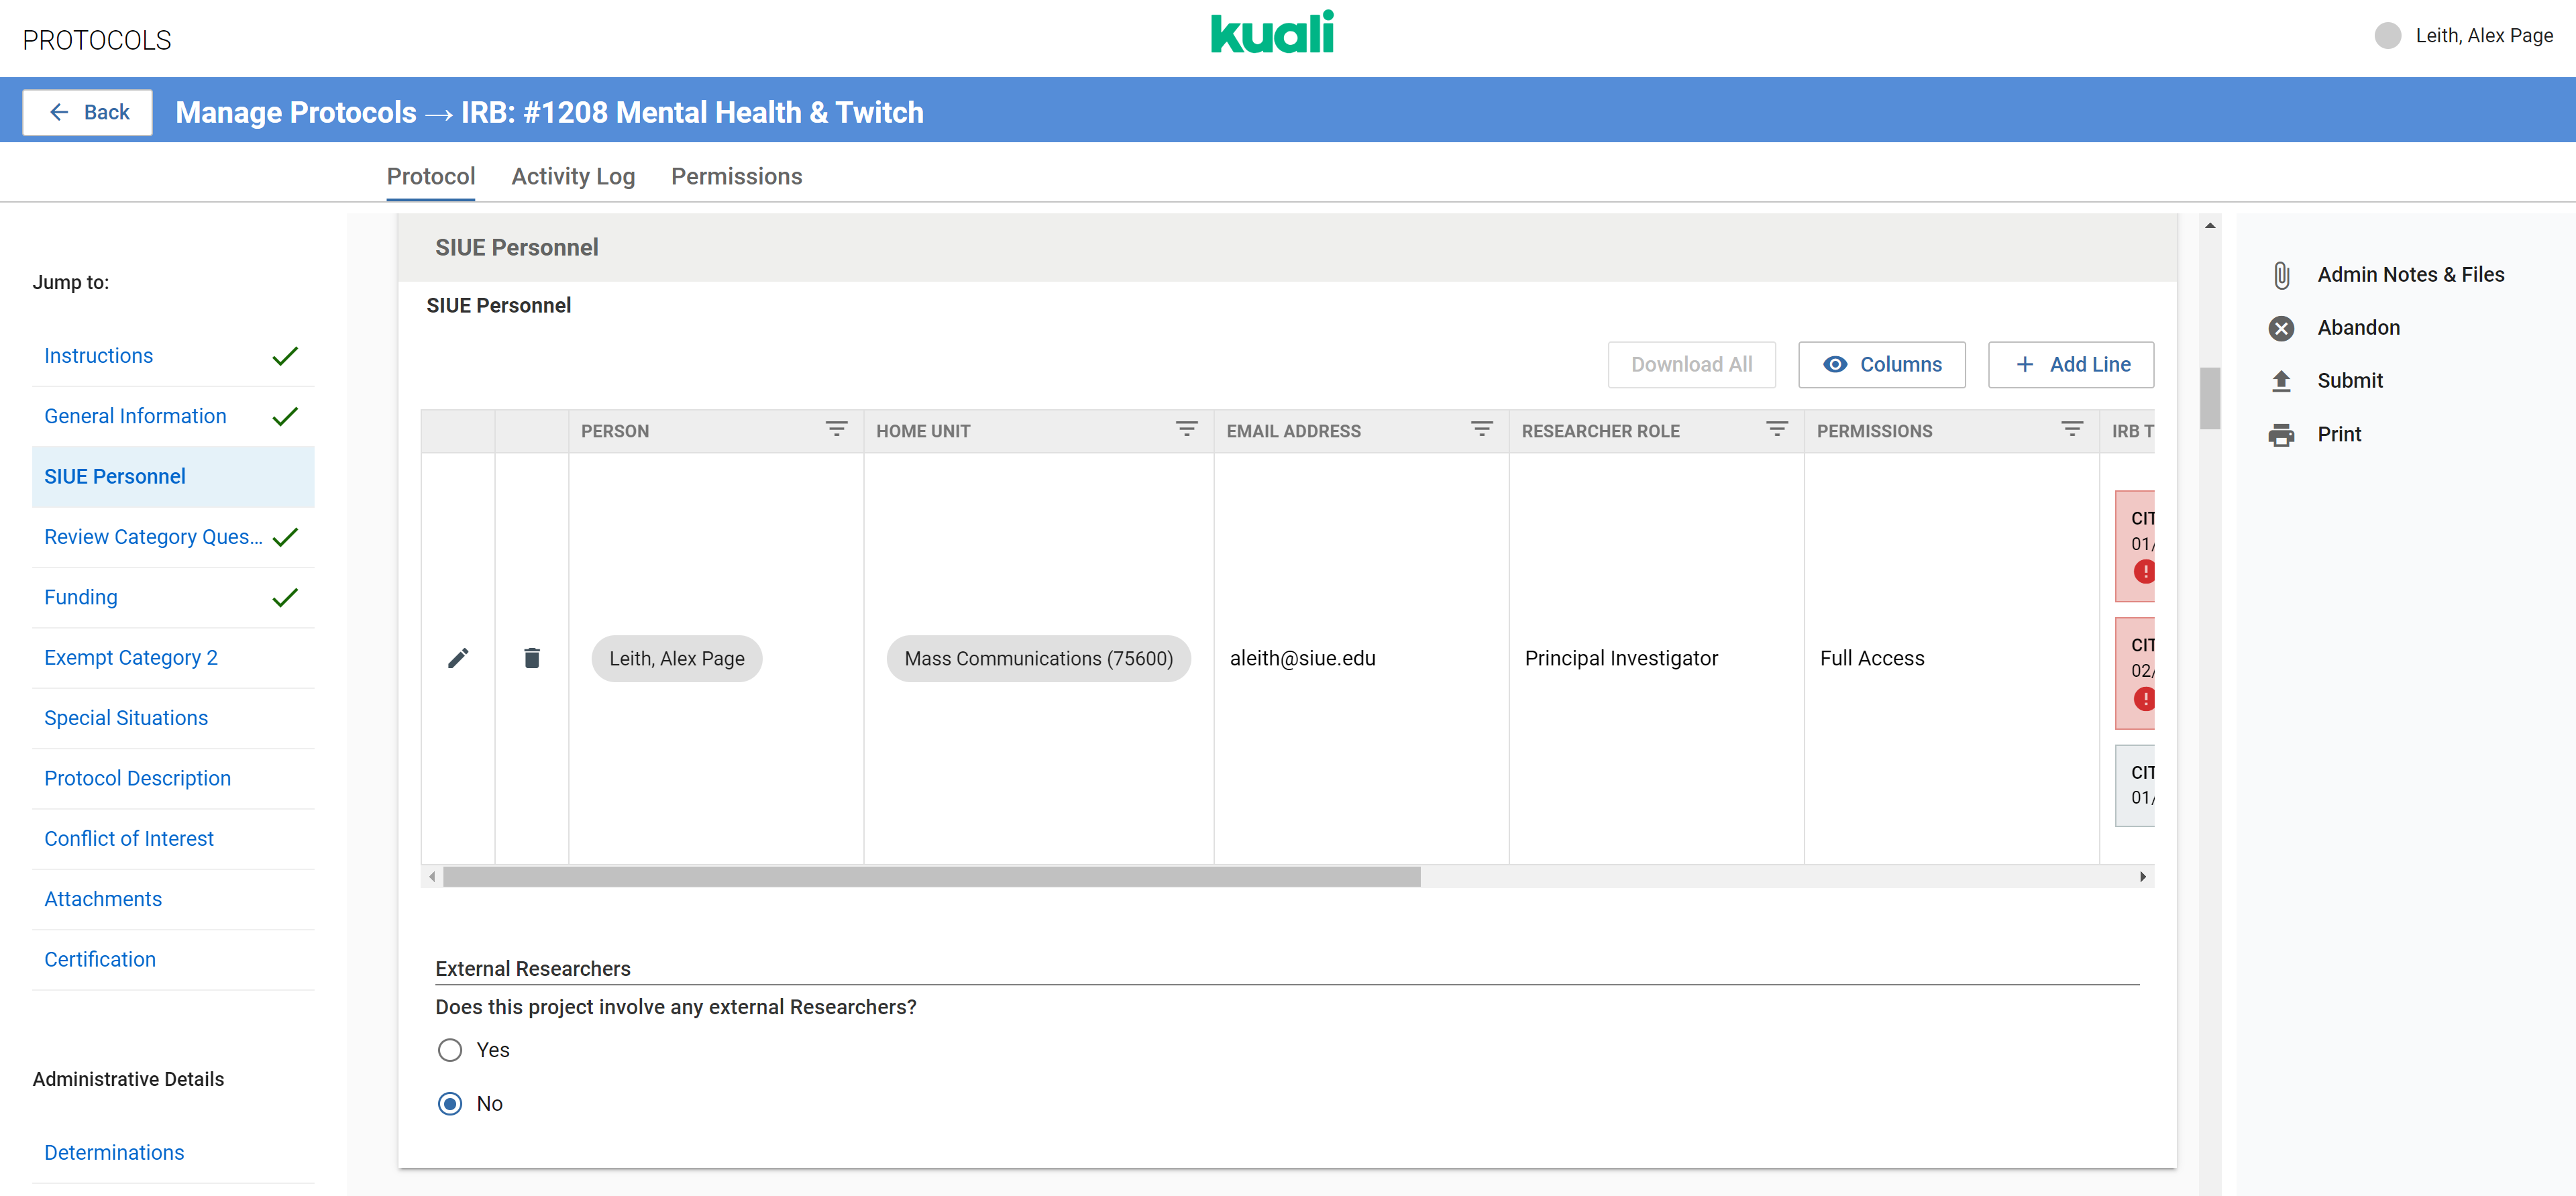 PROTOCOLS
kuali
Leith, Alex Page
Back
Manage Protocols → IRB: #1208 Mental Health & Twitch
Protocol
Activity Log
Permissions
Jump to:
Instructions
General Information
SIUE Personnel
Review Category Ques...
Funding
Exempt Category 2
Special Situations
Protocol Description
Conflict of Interest
Attachments
Certification
Administrative Details
Determinations
SIUE Personnel
SIUE Personnel
Download All
Columns
+ Add Line
PERSON
HOME UNIT
EMAIL ADDRESS
RESEARCHER ROLE
PERMISSIONS
IRB T
Leith, Alex Page
Mass Communications (75600)
aleith@siue.edu
Principal Investigator
Full Access
CIT
01/
CIT
02/
CIT
01/
External Researchers
Does this project involve any external Researchers?
Yes
No
Admin Notes & Files
Abandon
Submit
Print